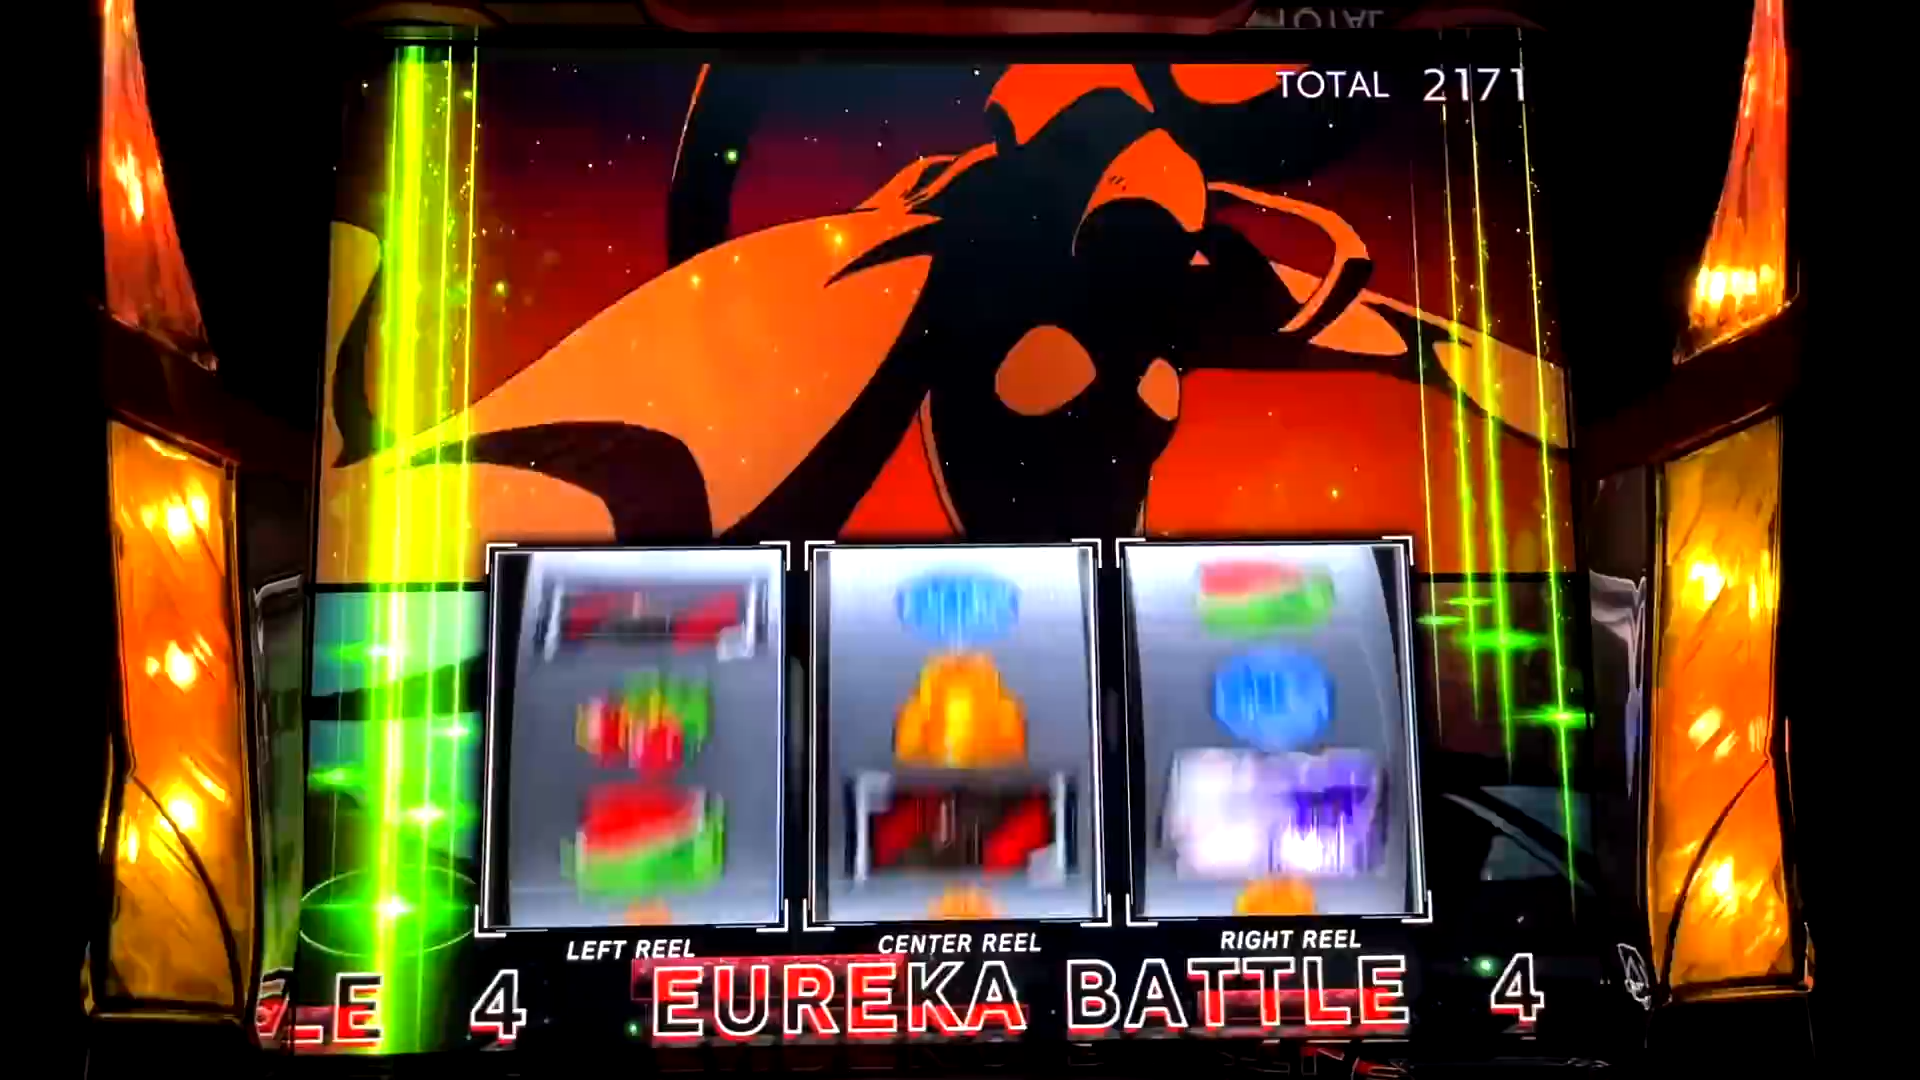 TOTAL 2171
LEFT REEL
CENTER REEL
RIGHT REEL
LE 4 EUREKA BATTLE 4